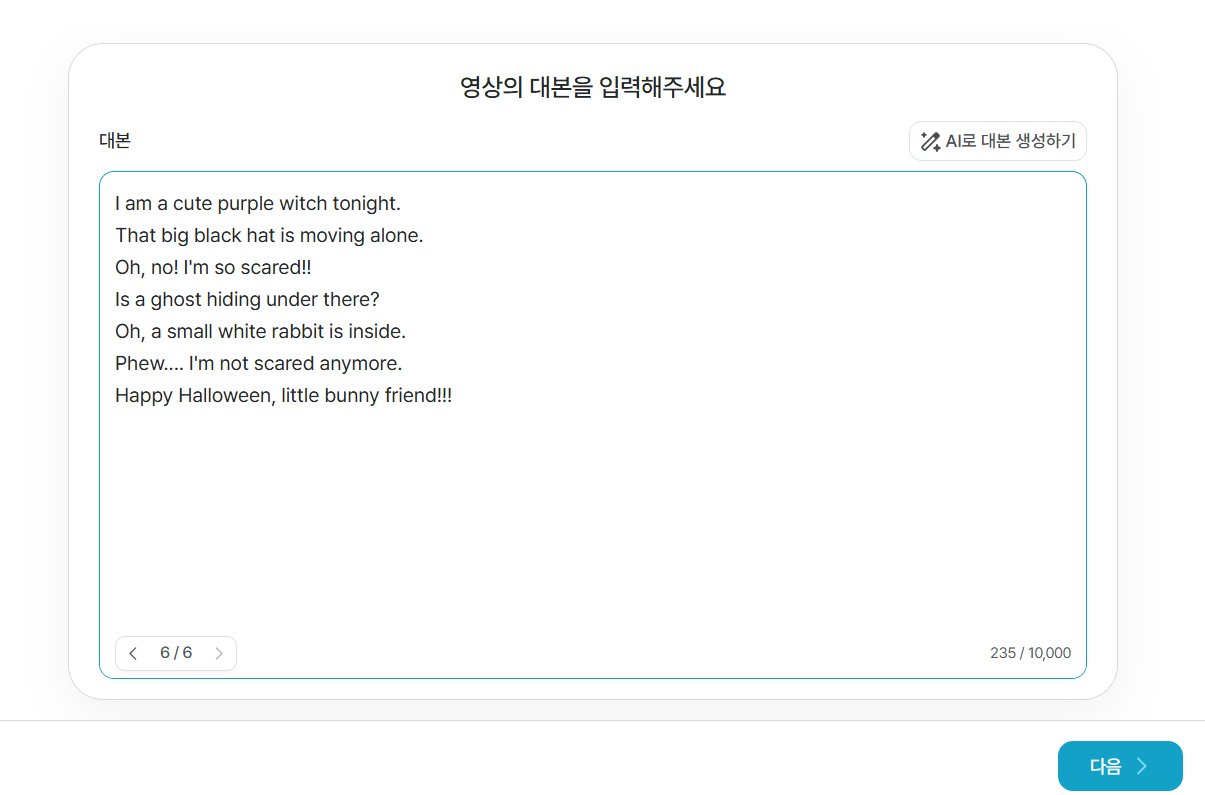 영상의 대본을 입력해주세요
대본
AI로 대본 생성하기
I am a cute purple witch tonight.
That big black hat is moving alone.
Oh, no! I'm so scared!!
Is a ghost hiding under there?
Oh, a small white rabbit is inside.
Phew.... I'm not scared anymore.
Happy Halloween, little bunny friend!!!
6 / 6
235 / 10,000
다음